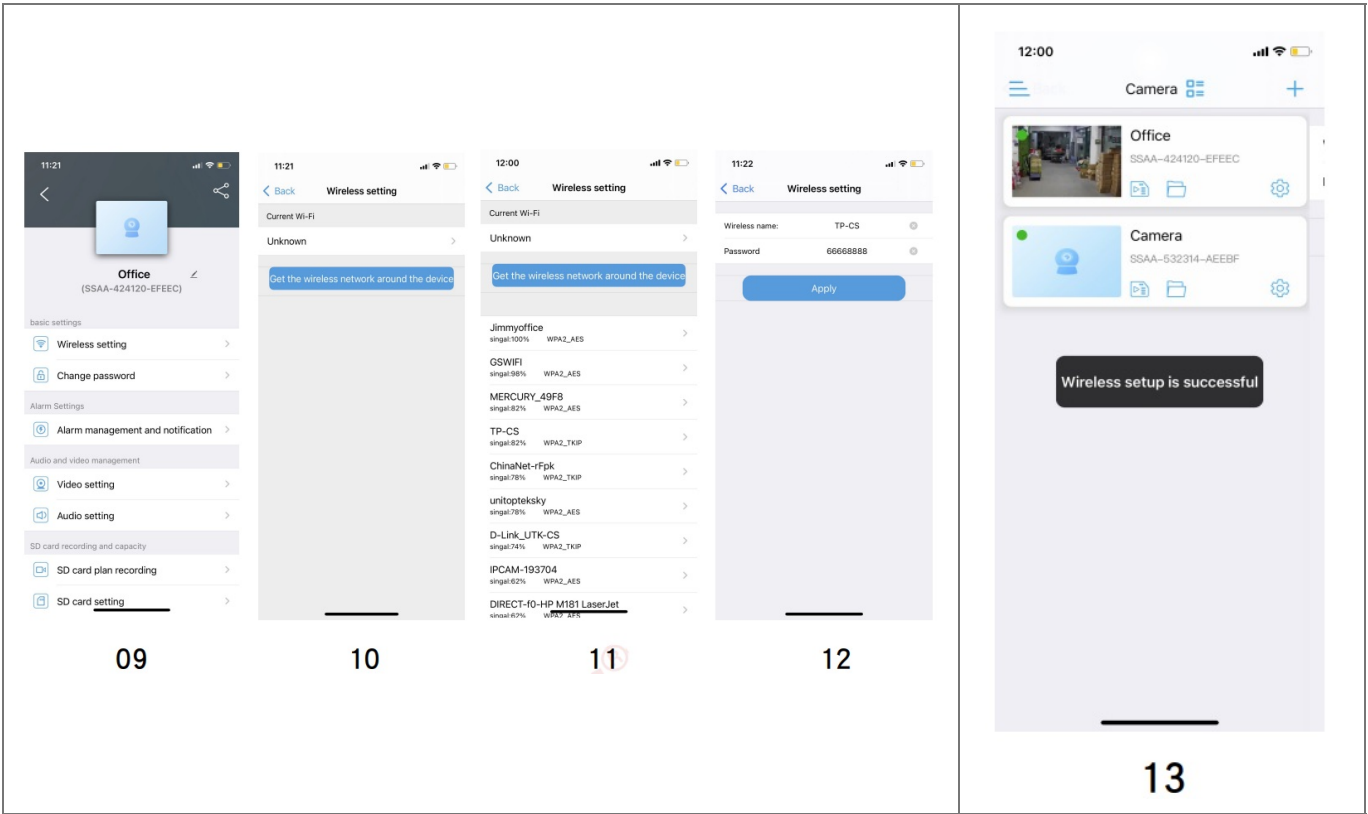 11:21
Office
(SSAA-424120-EFEEC)
basic settings
Wireless setting
Change password
Alarm Settings
Alarm management and notification
Audio and video management
Video setting
Audio setting
SD card recording and capacity
SD card plan recording
SD card setting
09
11:21
Back Wireless setting
Current Wi-Fi
Unknown
Get the wireless network around the device
10
12:00
Back Wireless setting
Current Wi-Fi
Unknown
Get the wireless network around the device
Jimmyoffice
singal:100% WPA2_AES
GSWIFI
singal:98% WPA2_AES
MERCURY_49F8
singal:82% WPA2_AES
TP-CS
singal:82% WPA2_TKIP
ChinaNet-rFpk
singal:78% WPA2_TKIP
unitopteksky
singal:78% WPA2_AES
D-Link_UTK-CS
singal:74% WPA2_TKIP
IPCAM-193704
singal:62% WPA2_AES
DIRECT-f0-HP M181 LaserJet
singal:62% WPA2_AES
11
11:22
Back Wireless setting
Wireless name: TP-CS
Password 66668888
Apply
12
12:00
Camera
Office
SSAA-424120-EFEEC
Camera
SSAA-532314-AEEBF
Wireless setup is successful
13